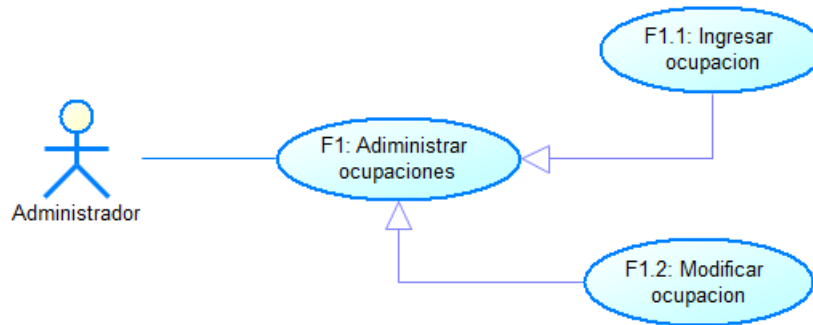 F1.1: Ingresar
ocupacion
F1: Adiministrar
ocupaciones
Administrador
F1.2: Modificar
ocupacion